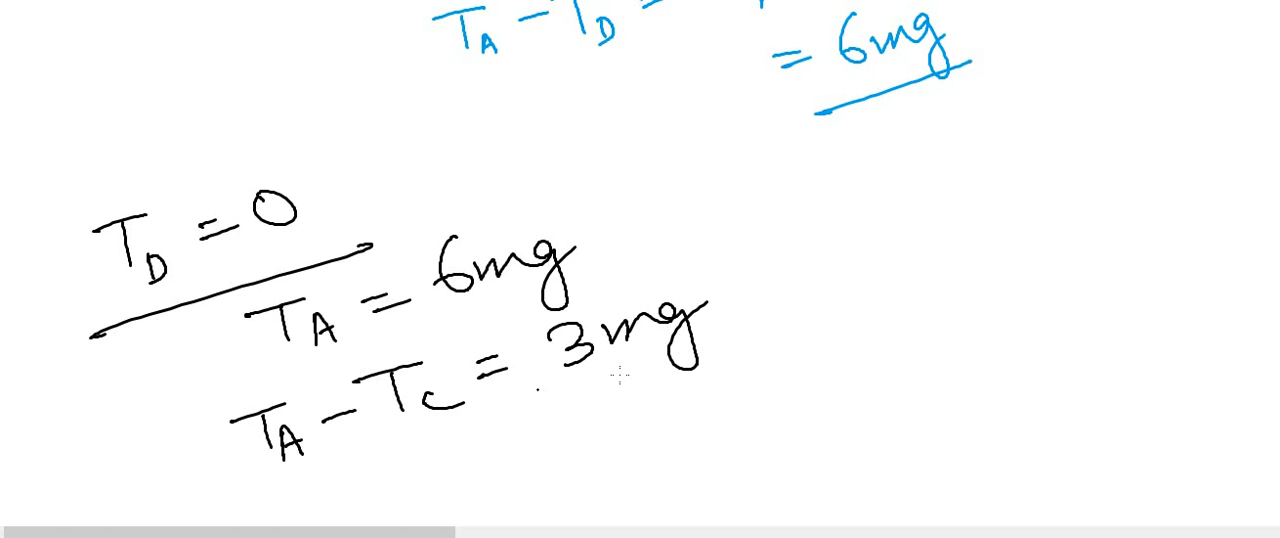 T_A - T_D =
= 6mg
T_D = 0
T_A = 6mg
T_A - T_C = 3mg